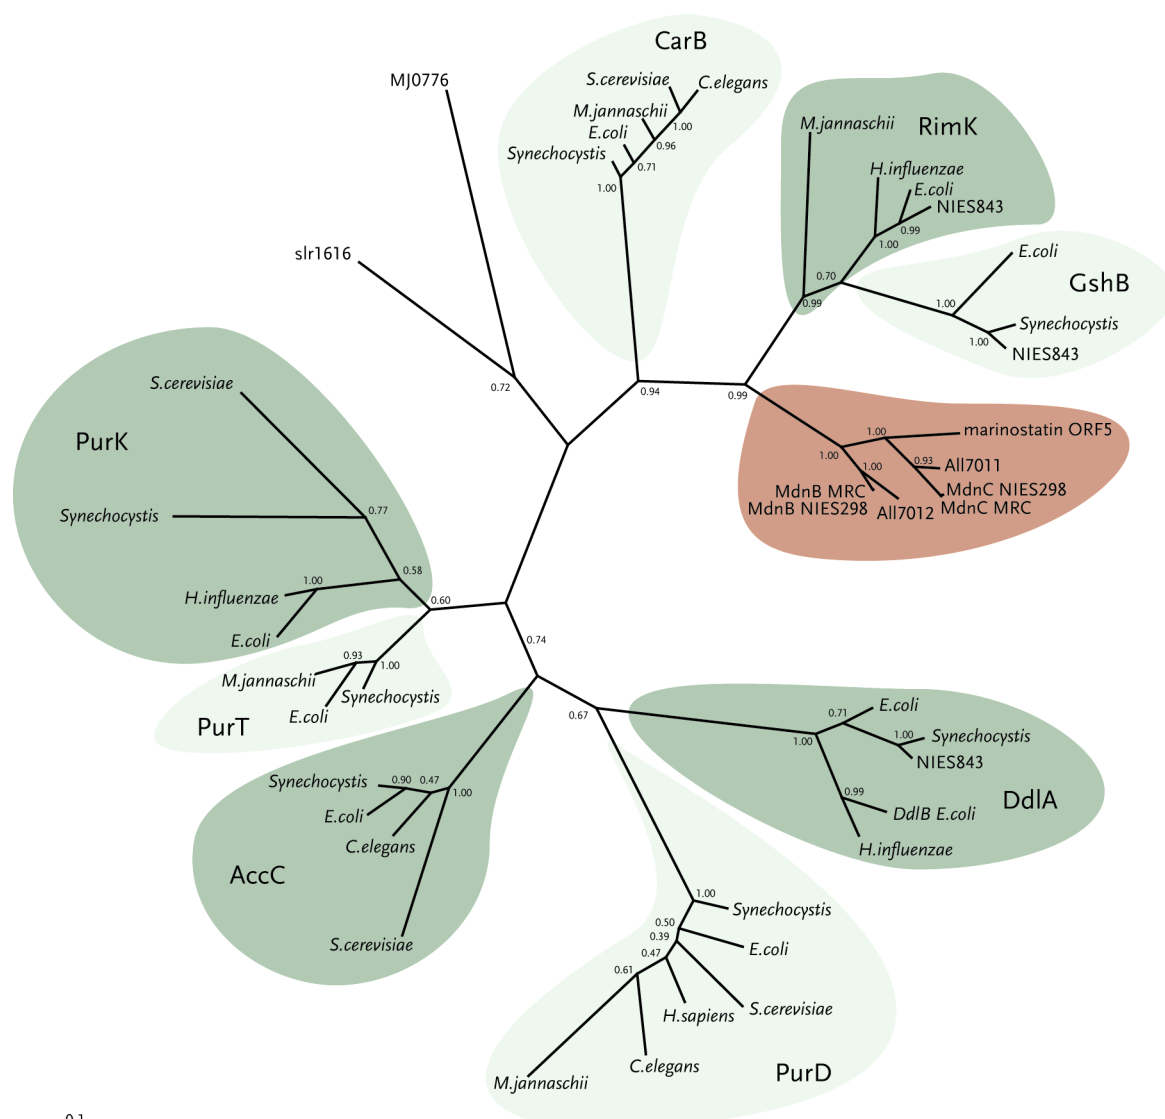 CarB
S.cerevisiae
C.elegans
M.jannaschii
1.00
E.coli
0.96
Synechocystis
0.71
1.00
MJ0776
slr1616
0.72
0.94
0.99
M.jannaschii
RimK
H.influenzae
E.coli
NIES843
0.99
1.00
0.70
0.99
E.coli
GshB
1.00
Synechocystis
1.00
NIES843
marinostatin ORF5
1.00
1.00
1.00
0.93
All7011
MdnB MRC
MdnC NIES298
MdnB NIES298
All7012
MdnC MRC
S.cerevisiae
PurK
Synechocystis
0.77
0.58
1.00
H.influenzae
0.60
E.coli
0.93
1.00
M.jannaschii
Synechocystis
E.coli
PurT
0.74
0.67
Synechocystis
0.90
0.47
1.00
E.coli
C.elegans
AccC
S.cerevisiae
E.coli
0.71
1.00
Synechocystis
1.00
NIES843
0.99
DdlA
DdlB E.coli
H.influenzae
1.00
Synechocystis
0.50
0.39
E.coli
0.47
0.61
S.cerevisiae
H.sapiens
C.elegans
PurD
M.jannaschii
0.1